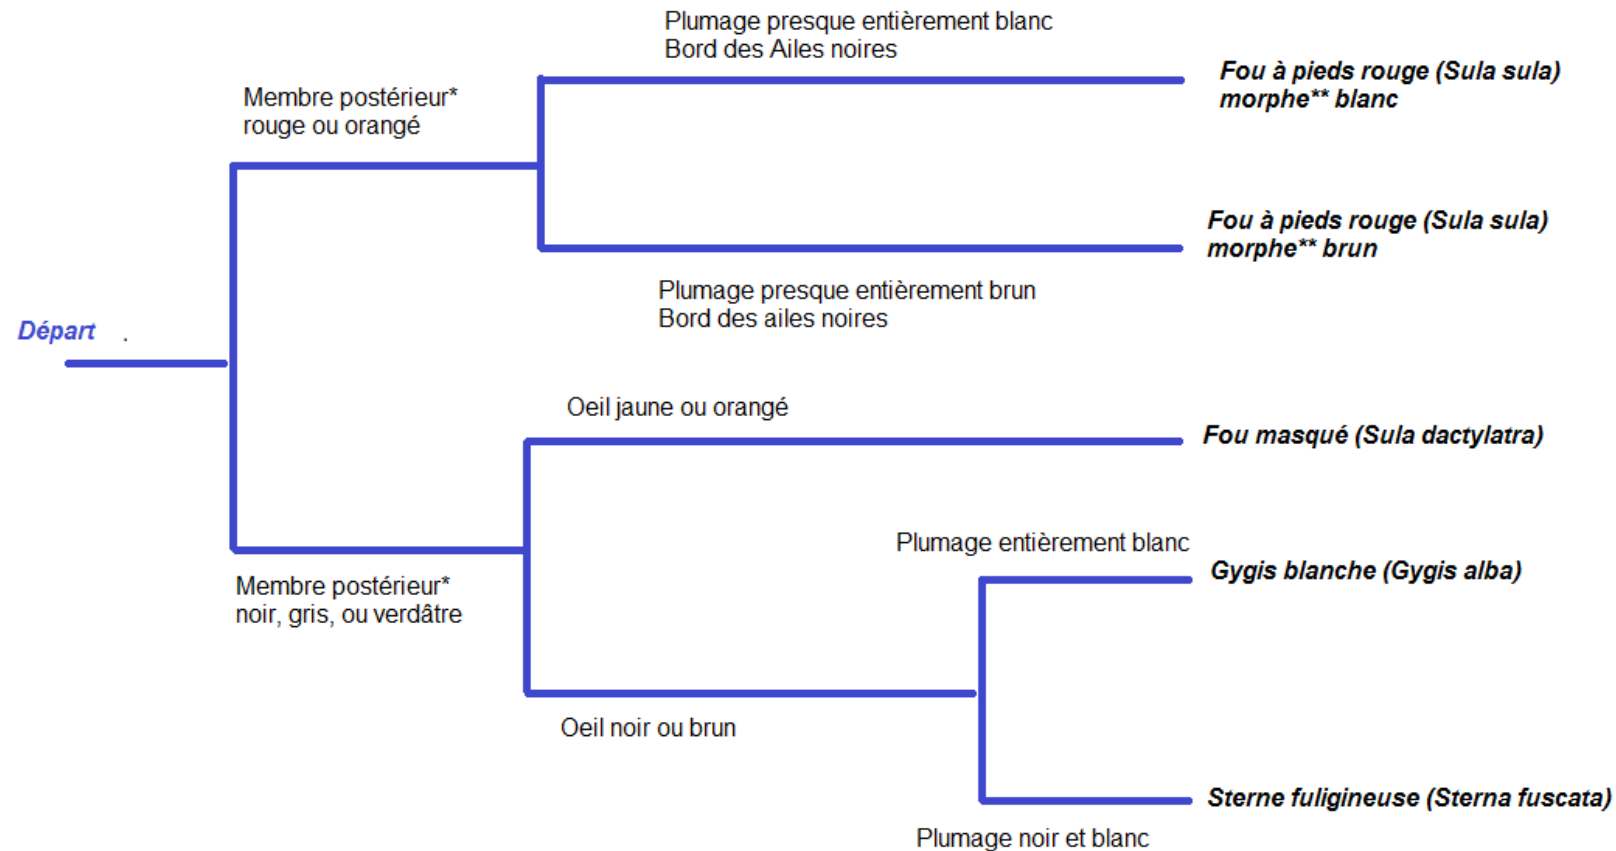 Plumage presque entièrement blanc
Bord des Ailes noires
Fou à pieds rouge (Sula sula)
morphe** blanc
Membre postérieur*
rouge ou orangé
Fou à pieds rouge (Sula sula)
morphe** brun
Plumage presque entièrement brun
Bord des ailes noires
Départ .
Oeil jaune ou orangé
Fou masqué (Sula dactylatra)
Plumage entièrement blanc
Gygis blanche (Gygis alba)
Membre postérieur*
noir, gris, ou verdâtre
Oeil noir ou brun
Sterne fuligineuse (Sterna fuscata)
Plumage noir et blanc